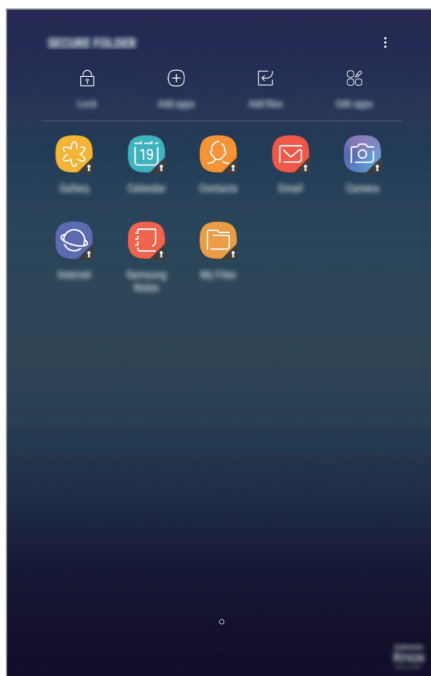 SECURE FOLDER
Lock
Add apps
Add files
Edit apps
19
Gallery
Calendar
Contacts
Email
Camera
Internet
Samsung
Notes
My Files
Knox